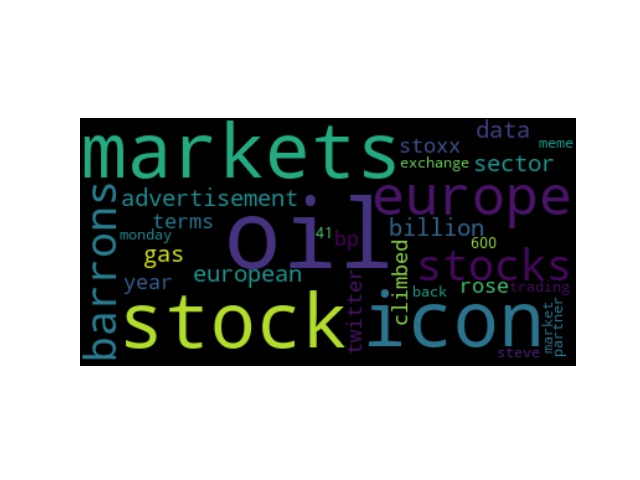 markets
stoxx
data
meme
exchange
sector
barrons
advertisement
oil
europe
terms
monday
41
bp
billion
600
gas
stocks
year
european
climbed
back
rose
trading
twitter
stock
icon
market
partner
steve